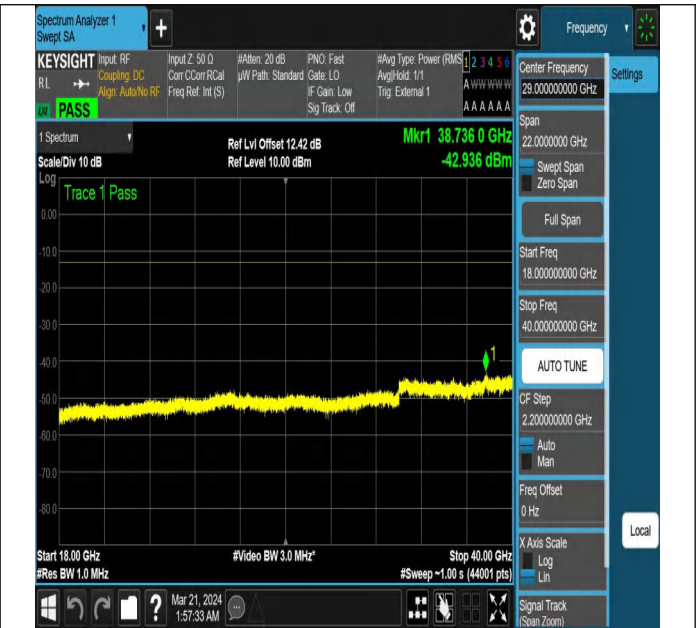 Spectrum Analyzer 1
Swept SA
+
Frequency
KEYSIGHT
RL
PASS
Input: RF
Coupling: DC
Align: Auto/No RF
Input Z: 50 Ω
Corr CCorr RCal
Freq Ref: Int (S)
#Atten: 20 dB
µW Path: Standard
PNO: Fast
Gate: LO
IF Gain: Low
Sig Track: Off
#Avg Type: Power (RMS
Avg|Hold: 1/1
Trig: External 1
1 2 3 4 5 6
A W W W W W
A A A A A A
Settings
1 Spectrum
Scale/Div 10 dB
Ref Lvl Offset 12.42 dB
Ref Level 10.00 dBm
Mkr1 38.736 0 GHz
-42.936 dBm
Log
Trace 1 Pass
0.00
-10.0
-20.0
-30.0
-40.0
-50.0
-60.0
-70.0
-80.0
1
Start 18.00 GHz
#Res BW 1.0 MHz
#Video BW 3.0 MHz*
Stop 40.00 GHz
#Sweep ~1.00 s (44001 pts)
Center Frequency
29.00000000 GHz
Span
22.0000000 GHz
Swept Span
Zero Span
Full Span
Start Freq
18.000000000 GHz
Stop Freq
40.000000000 GHz
AUTO TUNE
CF Step
2.200000000 GHz
Auto
Man
Freq Offset
0 Hz
X Axis Scale
Log
Lin
Signal Track
(Span Zoom)
Local
?
Mar 21, 2024
1:57:33 AM